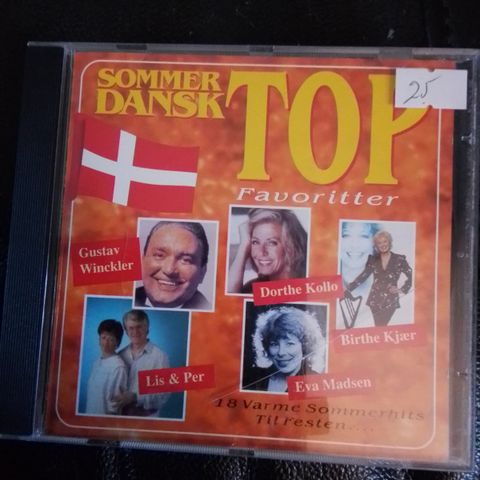 SOMMER
DANSK
TOP
25
Favoritter
Gustav
Winckler
Dorthe Kollo
Birthe Kjær
Lis & Per
Eva Madsen
18 Varme Sommerhits
Til resten....